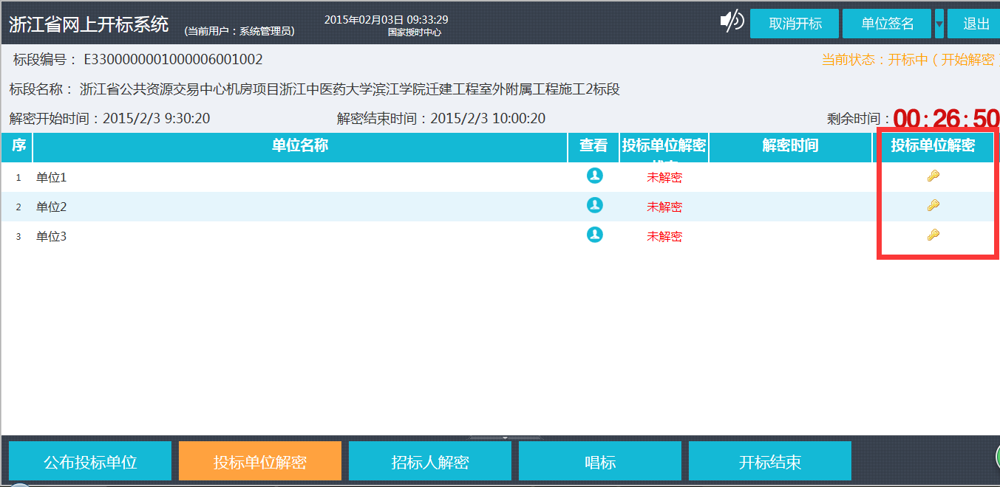 浙江省网上开标系统 (当前用户：系统管理员) 2015年02月03日 09:33:29 取消开标 单位签名 退出
国家授时中心
标段编号： E3300000001000006001002 当前状态：开标中（开始解密
标段名称： 浙江省公共资源交易中心机房项目浙江中医药大学滨江学院迁建工程室外附属工程施工2标段
解密开始时间：2015/2/3 9:30:20 解密结束时间：2015/2/3 10:00:20 剩余时间：00:26:50
序 单位名称 查看 投标单位解密 解密时间 投标单位解密
1 单位1 未解密
2 单位2 未解密
3 单位3 未解密
公布投标单位 投标单位解密 招标人解密 唱标 开标结束